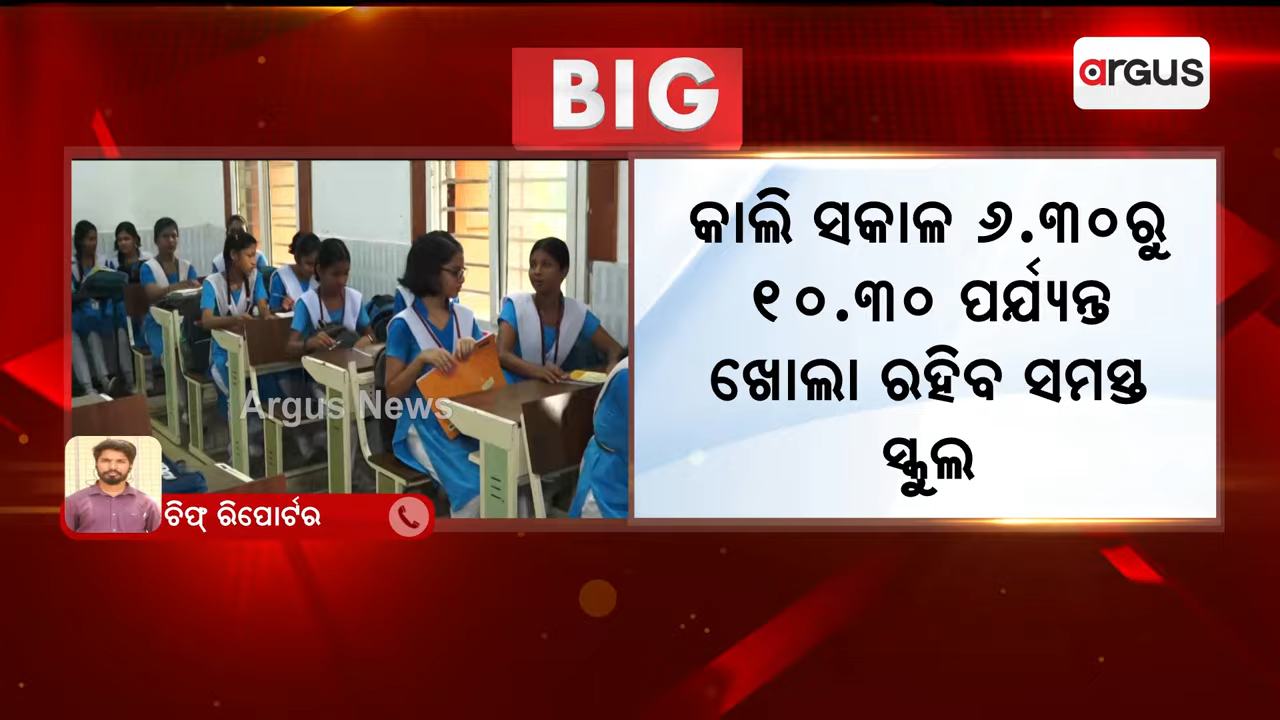 BIG
argus
କାଲି ସକାଳ ୬.୩୦ରୁ
୧୦.୩୦ ପର୍ଯ୍ୟନ୍ତ
ଖୋଲା ରହିବ ସମସ୍ତ
ସ୍କୁଲ
Argus News
ଚିଫ୍ ରିପୋର୍ଟର